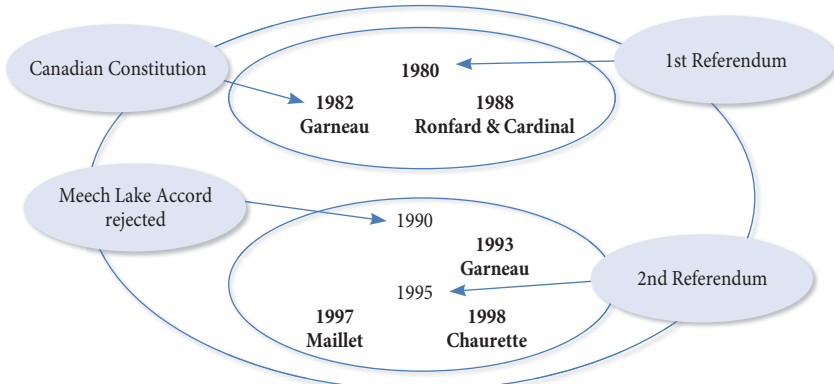 Canadian Constitution
1st Referendum
1980
1982
Garneau
1988
Ronfard & Cardinal
Meech Lake Accord
rejected
1990
1993
Garneau
2nd Referendum
1995
1997
Maillet
1998
Chaurette